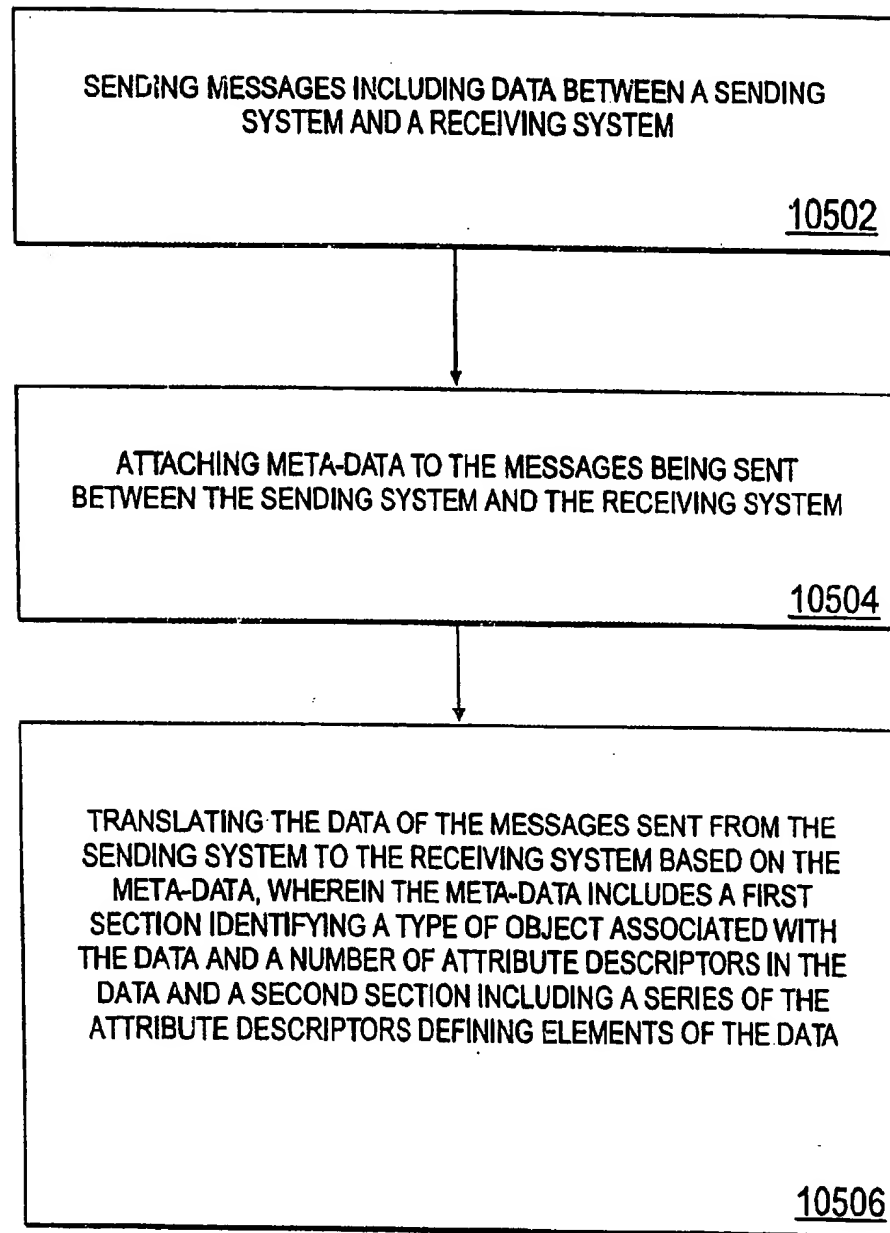 SENDING MESSAGES INCLUDING DATA BETWEEN A SENDING
SYSTEM AND A RECEIVING SYSTEM
10502
ATTACHING META-DATA TO THE MESSAGES BEING SENT
BETWEEN THE SENDING SYSTEM AND THE RECEIVING SYSTEM
10504
TRANSLATING THE DATA OF THE MESSAGES SENT FROM THE
SENDING SYSTEM TO THE RECEIVING SYSTEM BASED ON THE
META-DATA, WHEREIN THE META-DATA INCLUDES A FIRST
SECTION IDENTIFYING A TYPE OF OBJECT ASSOCIATED WITH
THE DATA AND A NUMBER OF ATTRIBUTE DESCRIPTORS IN THE
DATA AND A SECOND SECTION INCLUDING A SERIES OF THE
ATTRIBUTE DESCRIPTORS DEFINING ELEMENTS OF THE DATA
10506